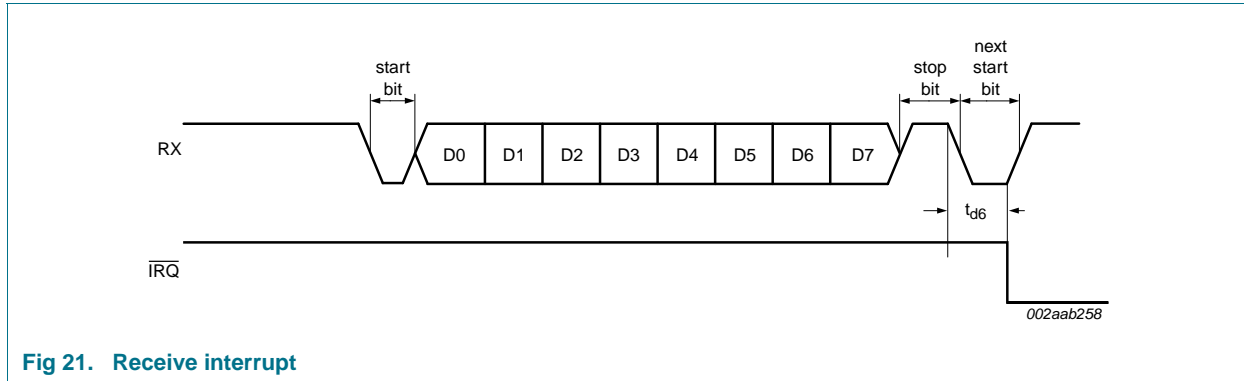 start
bit
stop
bit
next
start
bit
RX
D0 D1 D2 D3 D4 D5 D6 D7
td6
IRQ
002aab258
Fig 21. Receive interrupt